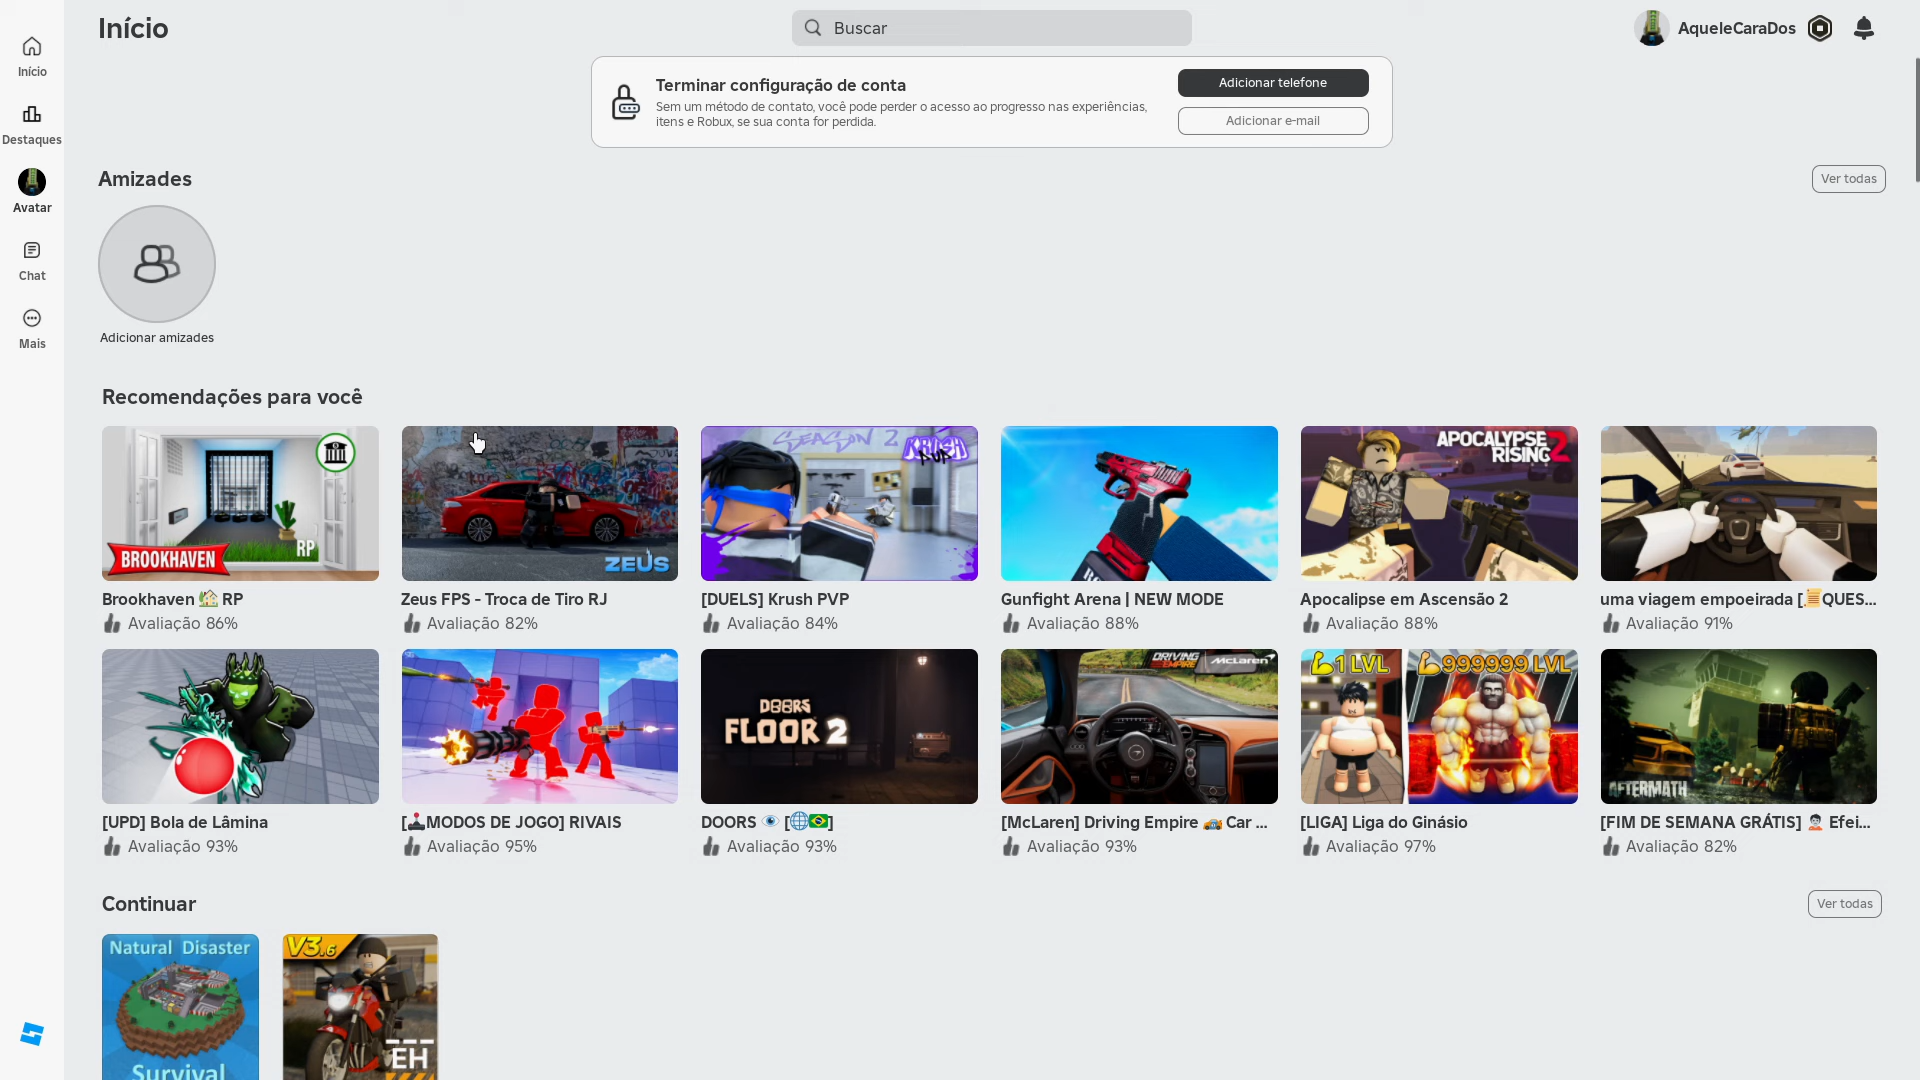 Início
Buscar
AqueleCaraDos
Início
Destaques
Avatar
Chat
Mais
Terminar configuração de conta
Sem um método de contato, você pode perder o acesso ao progresso nas experiências,
itens e Robux, se sua conta for perdida.
Adicionar telefone
Adicionar e-mail
Amizades
Ver todas
Adicionar amizades
Recomendações para você
BROOKHAVEN
RP
ZEUS
SEASON 2
KRUSH
PVP
APOCALYPSE
RISING 2
Brookhaven 🏡 RP
Avaliação 86%
Zeus FPS - Troca de Tiro RJ
Avaliação 82%
[DUELS] Krush PVP
Avaliação 84%
Gunfight Arena | NEW MODE
Avaliação 88%
Apocalipse em Ascensão 2
Avaliação 88%
uma viagem empoeirada [📜QUES...
Avaliação 91%
DOORS
FLOOR 2
DRIVING
EMPIRE
McLaren
💪1 LVL
💪999999 LVL
AFTERMATH
[UPD] Bola de Lâmina
Avaliação 93%
[🕹️MODOS DE JOGO] RIVAIS
Avaliação 95%
DOORS 👁️ [🌐🇧🇷]
Avaliação 93%
[McLaren] Driving Empire 🚕 Car ...
Avaliação 93%
[LIGA] Liga do Ginásio
Avaliação 97%
[FIM DE SEMANA GRÁTIS] 🧟🏻 Efei...
Avaliação 82%
Continuar
Ver todas
Natural Disaster
Survival
V3.6
EH